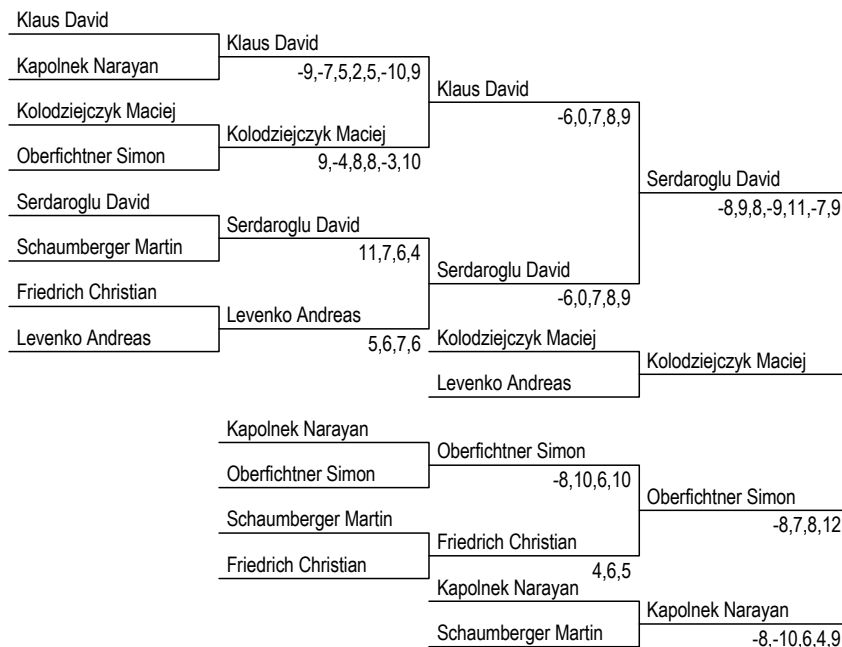 Klaus David
Klaus David
Kapolnek Narayan
-9,-7,5,2,5,-10,9
Klaus David
Kolodziejczyk Maciej
-6,0,7,8,9
Kolodziejczyk Maciej
Oberfichtner Simon
9,-4,8,8,-3,10
Serdaroglu David
Serdaroglu David
-8,9,8,-9,11,-7,9
Serdaroglu David
Schaumberger Martin
11,7,6,4
Serdaroglu David
Friedrich Christian
-6,0,7,8,9
Levenko Andreas
Levenko Andreas
5,6,7,6
Kolodziejczyk Maciej
Kolodziejczyk Maciej
Levenko Andreas
Kapolnek Narayan
Oberfichtner Simon
Oberfichtner Simon
-8,10,6,10
Oberfichtner Simon
Schaumberger Martin
-8,7,8,12
Friedrich Christian
Friedrich Christian
4,6,5
Kapolnek Narayan
Kapolnek Narayan
Schaumberger Martin
-8,-10,6,4,9